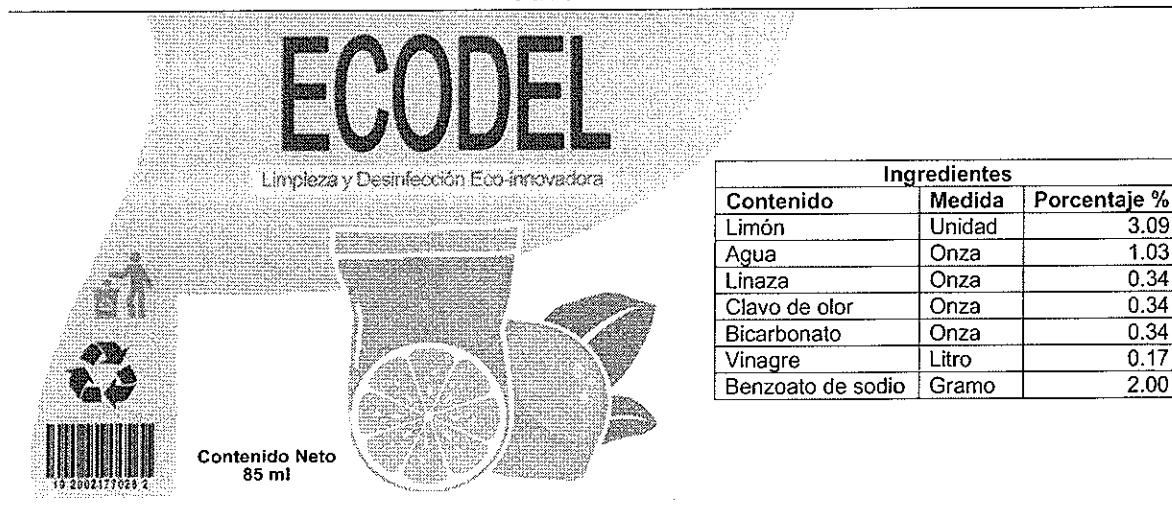 ECODEL
Limpieza y Desinfección Eco-innovadora
Contenido Neto
85 ml
Ingredientes
Contenido Medida Porcentaje %
Limón Unidad 3.09
Agua Onza 1.03
Linaza Onza 0.34
Clavo de olor Onza 0.34
Bicarbonato Onza 0.34
Vinagre Litro 0.17
Benzoato de sodio Gramo 2.00